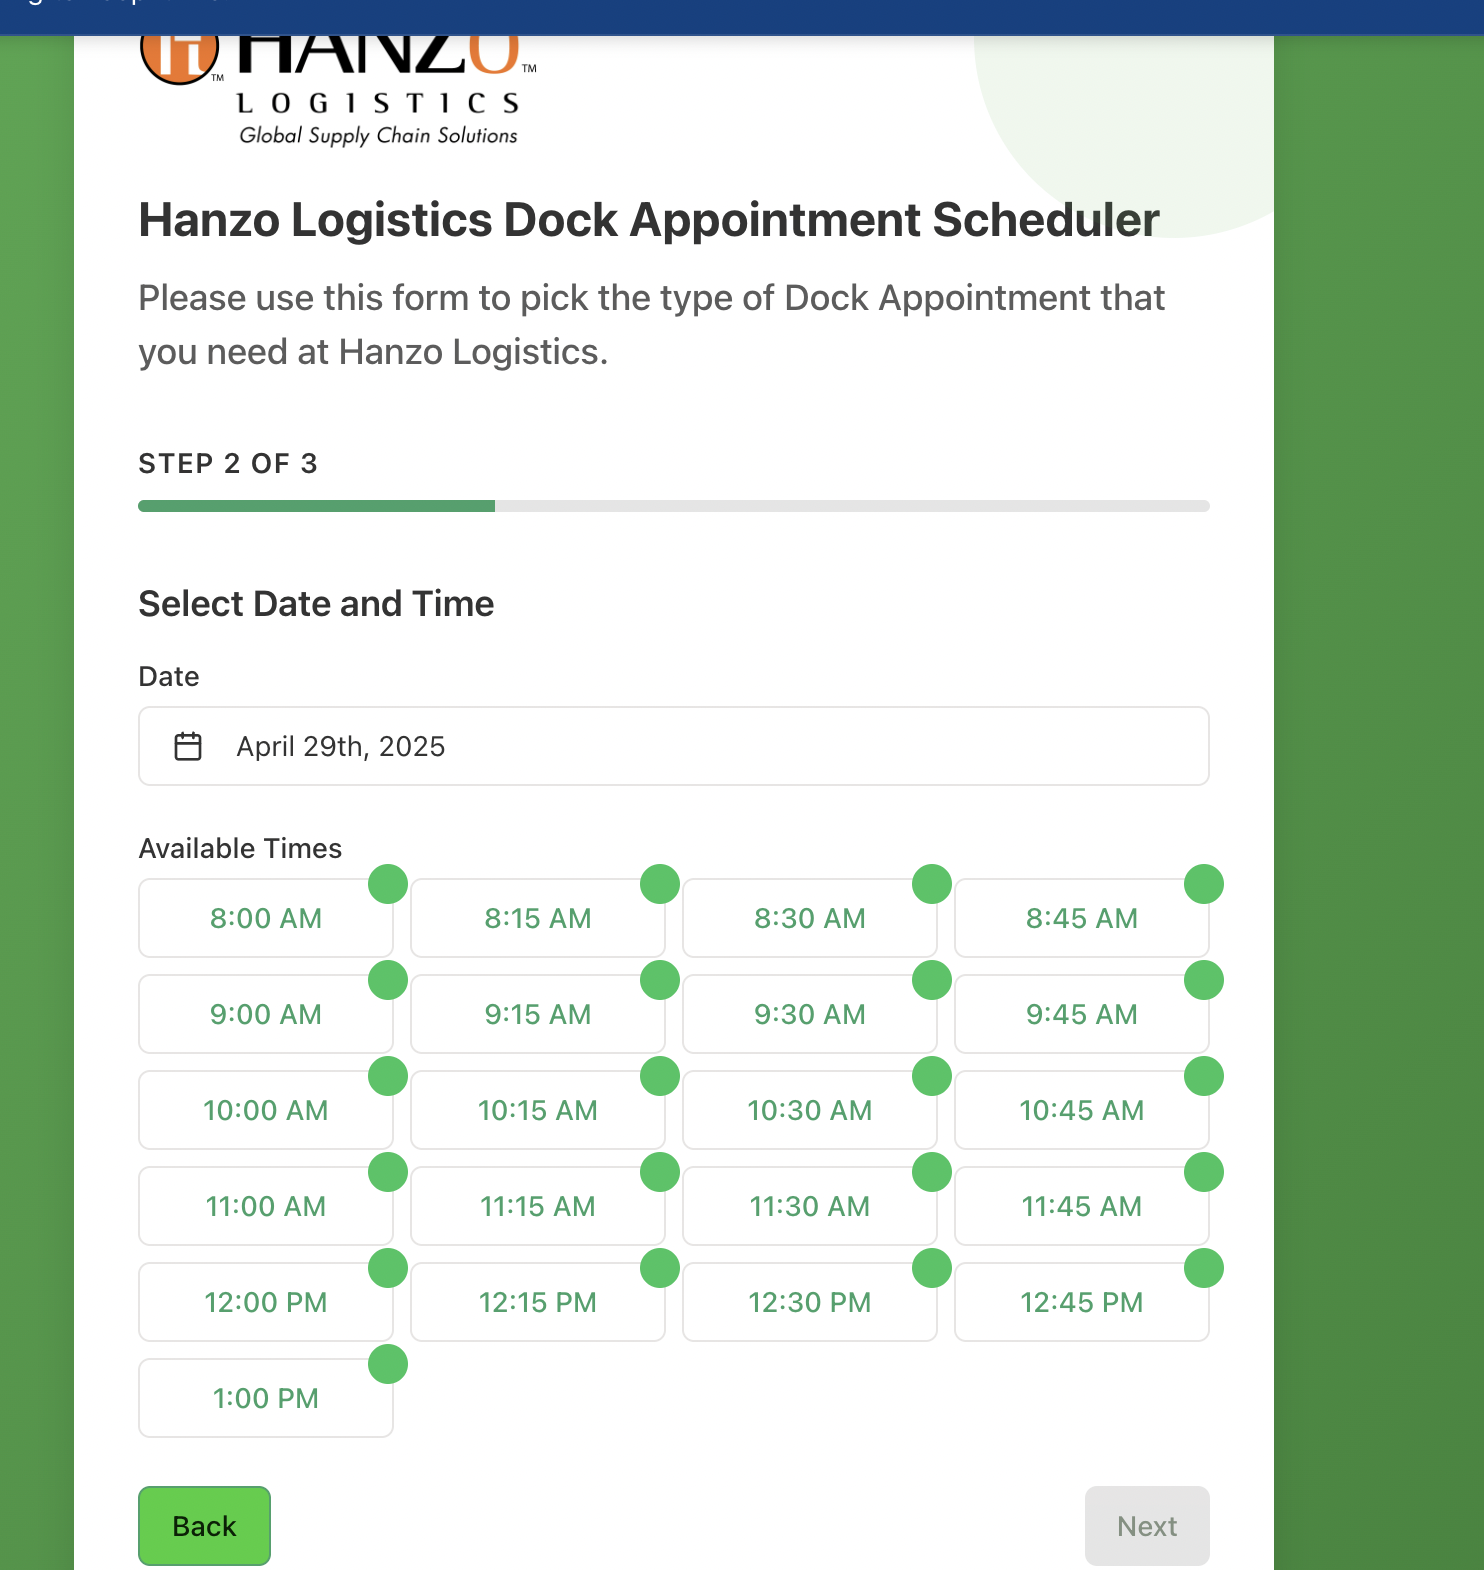 HANZO
TM
TM
LOGISTICS
Global Supply Chain Solutions
Hanzo Logistics Dock Appointment Scheduler
Please use this form to pick the type of Dock Appointment that
you need at Hanzo Logistics.
STEP 2 OF 3
Select Date and Time
Date
April 29th, 2025
Available Times
8:00 AM
8:15 AM
8:30 AM
8:45 AM
9:00 AM
9:15 AM
9:30 AM
9:45 AM
10:00 AM
10:15 AM
10:30 AM
10:45 AM
11:00 AM
11:15 AM
11:30 AM
11:45 AM
12:00 PM
12:15 PM
12:30 PM
12:45 PM
1:00 PM
Back
Next